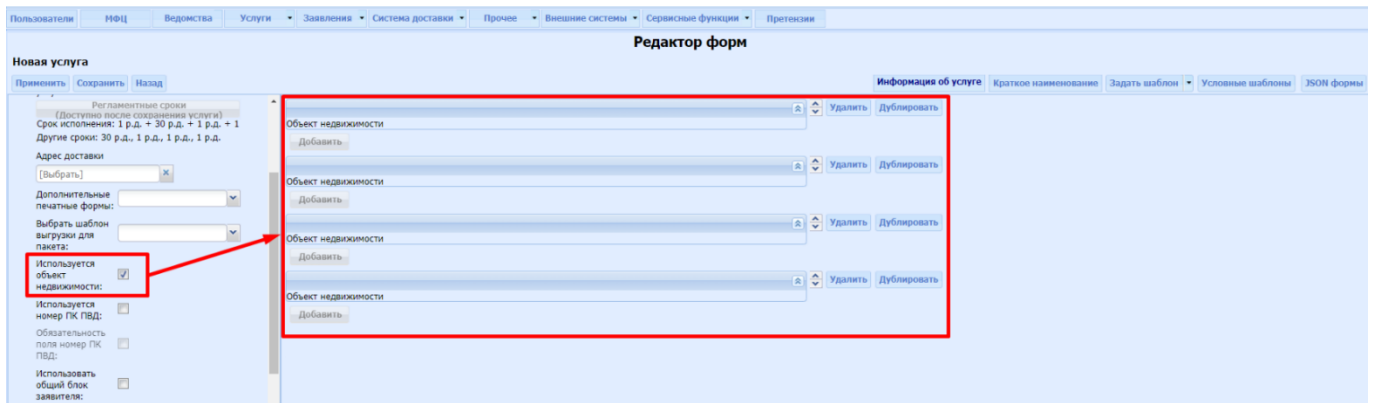 Пользователи МФЦ Ведомства Услуги Заявления Система доставки Прочее Внешние системы Сервисные функции Претензии
Редактор форм
Новая услуга
Применить Сохранить Назад Информация об услуге Краткое наименование Задать шаблон Условные шаблоны JSON формы
Регламентные сроки
(Доступно после сохранения услуги)
Срок исполнения: 1 р.д. + 30 р.д. + 1 р.д. + 1
Другие сроки: 30 р.д., 1 р.д., 1 р.д., 1 р.д.
Адрес доставки
[Выбрать]
Дополнительные
печатные формы:
Выбрать шаблон
выгрузки для
пакета:
Используется
объект
недвижимости:
Используется
номер ПК ПВД:
Обязательность
поля номер ПК
ПВД:
Использовать
общий блок
заявителя:
Удалить Дублировать
Объект недвижимости
Добавить
Удалить Дублировать
Объект недвижимости
Добавить
Удалить Дублировать
Объект недвижимости
Добавить
Удалить Дублировать
Объект недвижимости
Добавить